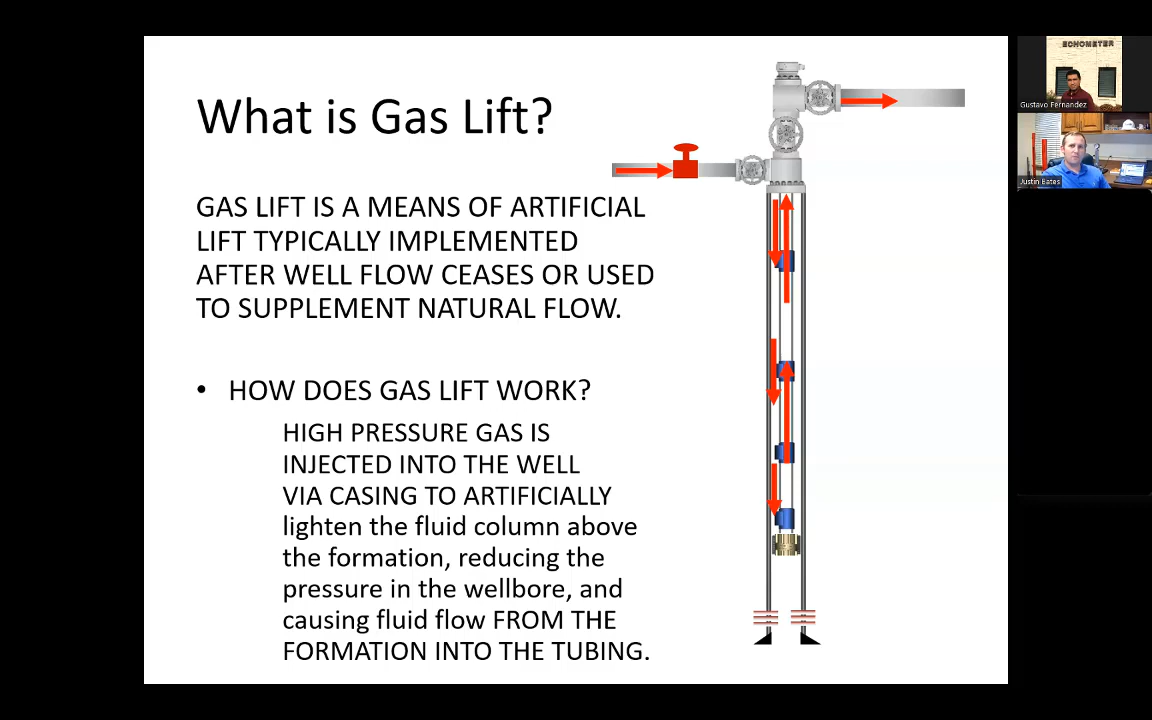 What is Gas Lift?
GAS LIFT IS A MEANS OF ARTIFICIAL
LIFT TYPICALLY IMPLEMENTED
AFTER WELL FLOW CEASES OR USED
TO SUPPLEMENT NATURAL FLOW.
• HOW DOES GAS LIFT WORK?
HIGH PRESSURE GAS IS
INJECTED INTO THE WELL
VIA CASING TO ARTIFICIALLY
lighten the fluid column above
the formation, reducing the
pressure in the wellbore, and
causing fluid flow FROM THE
FORMATION INTO THE TUBING.
ECHOMETER
Gustavo Fernandez
Justin Bates